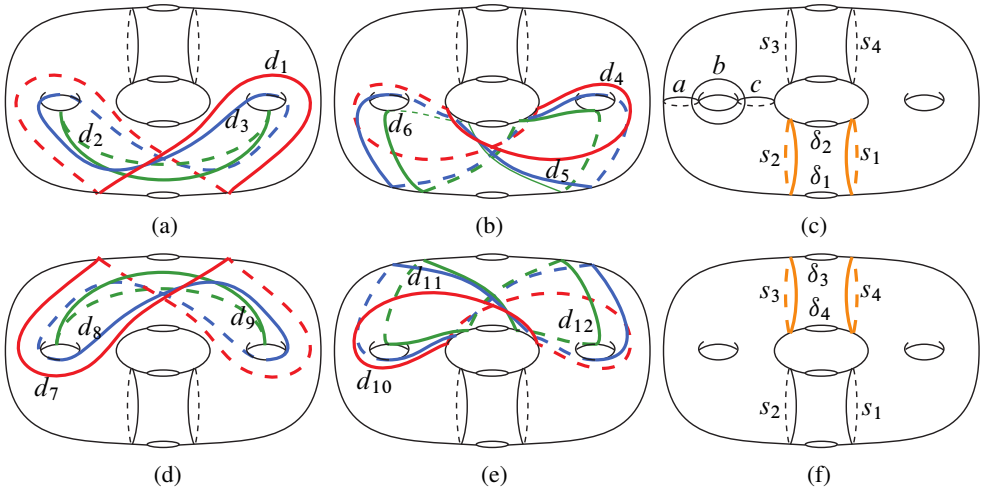 d₁
d₂
d₃
(a)
d₄
d₆
d₅
(b)
s₃
s₄
a
b
c
s₂
δ₂
δ₁
s₁
(c)
d₈
d₉
d₇
(d)
d₁₁
d₁₂
d₁₀
(e)
s₃
δ₃
δ₄
s₄
s₂
s₁
(f)